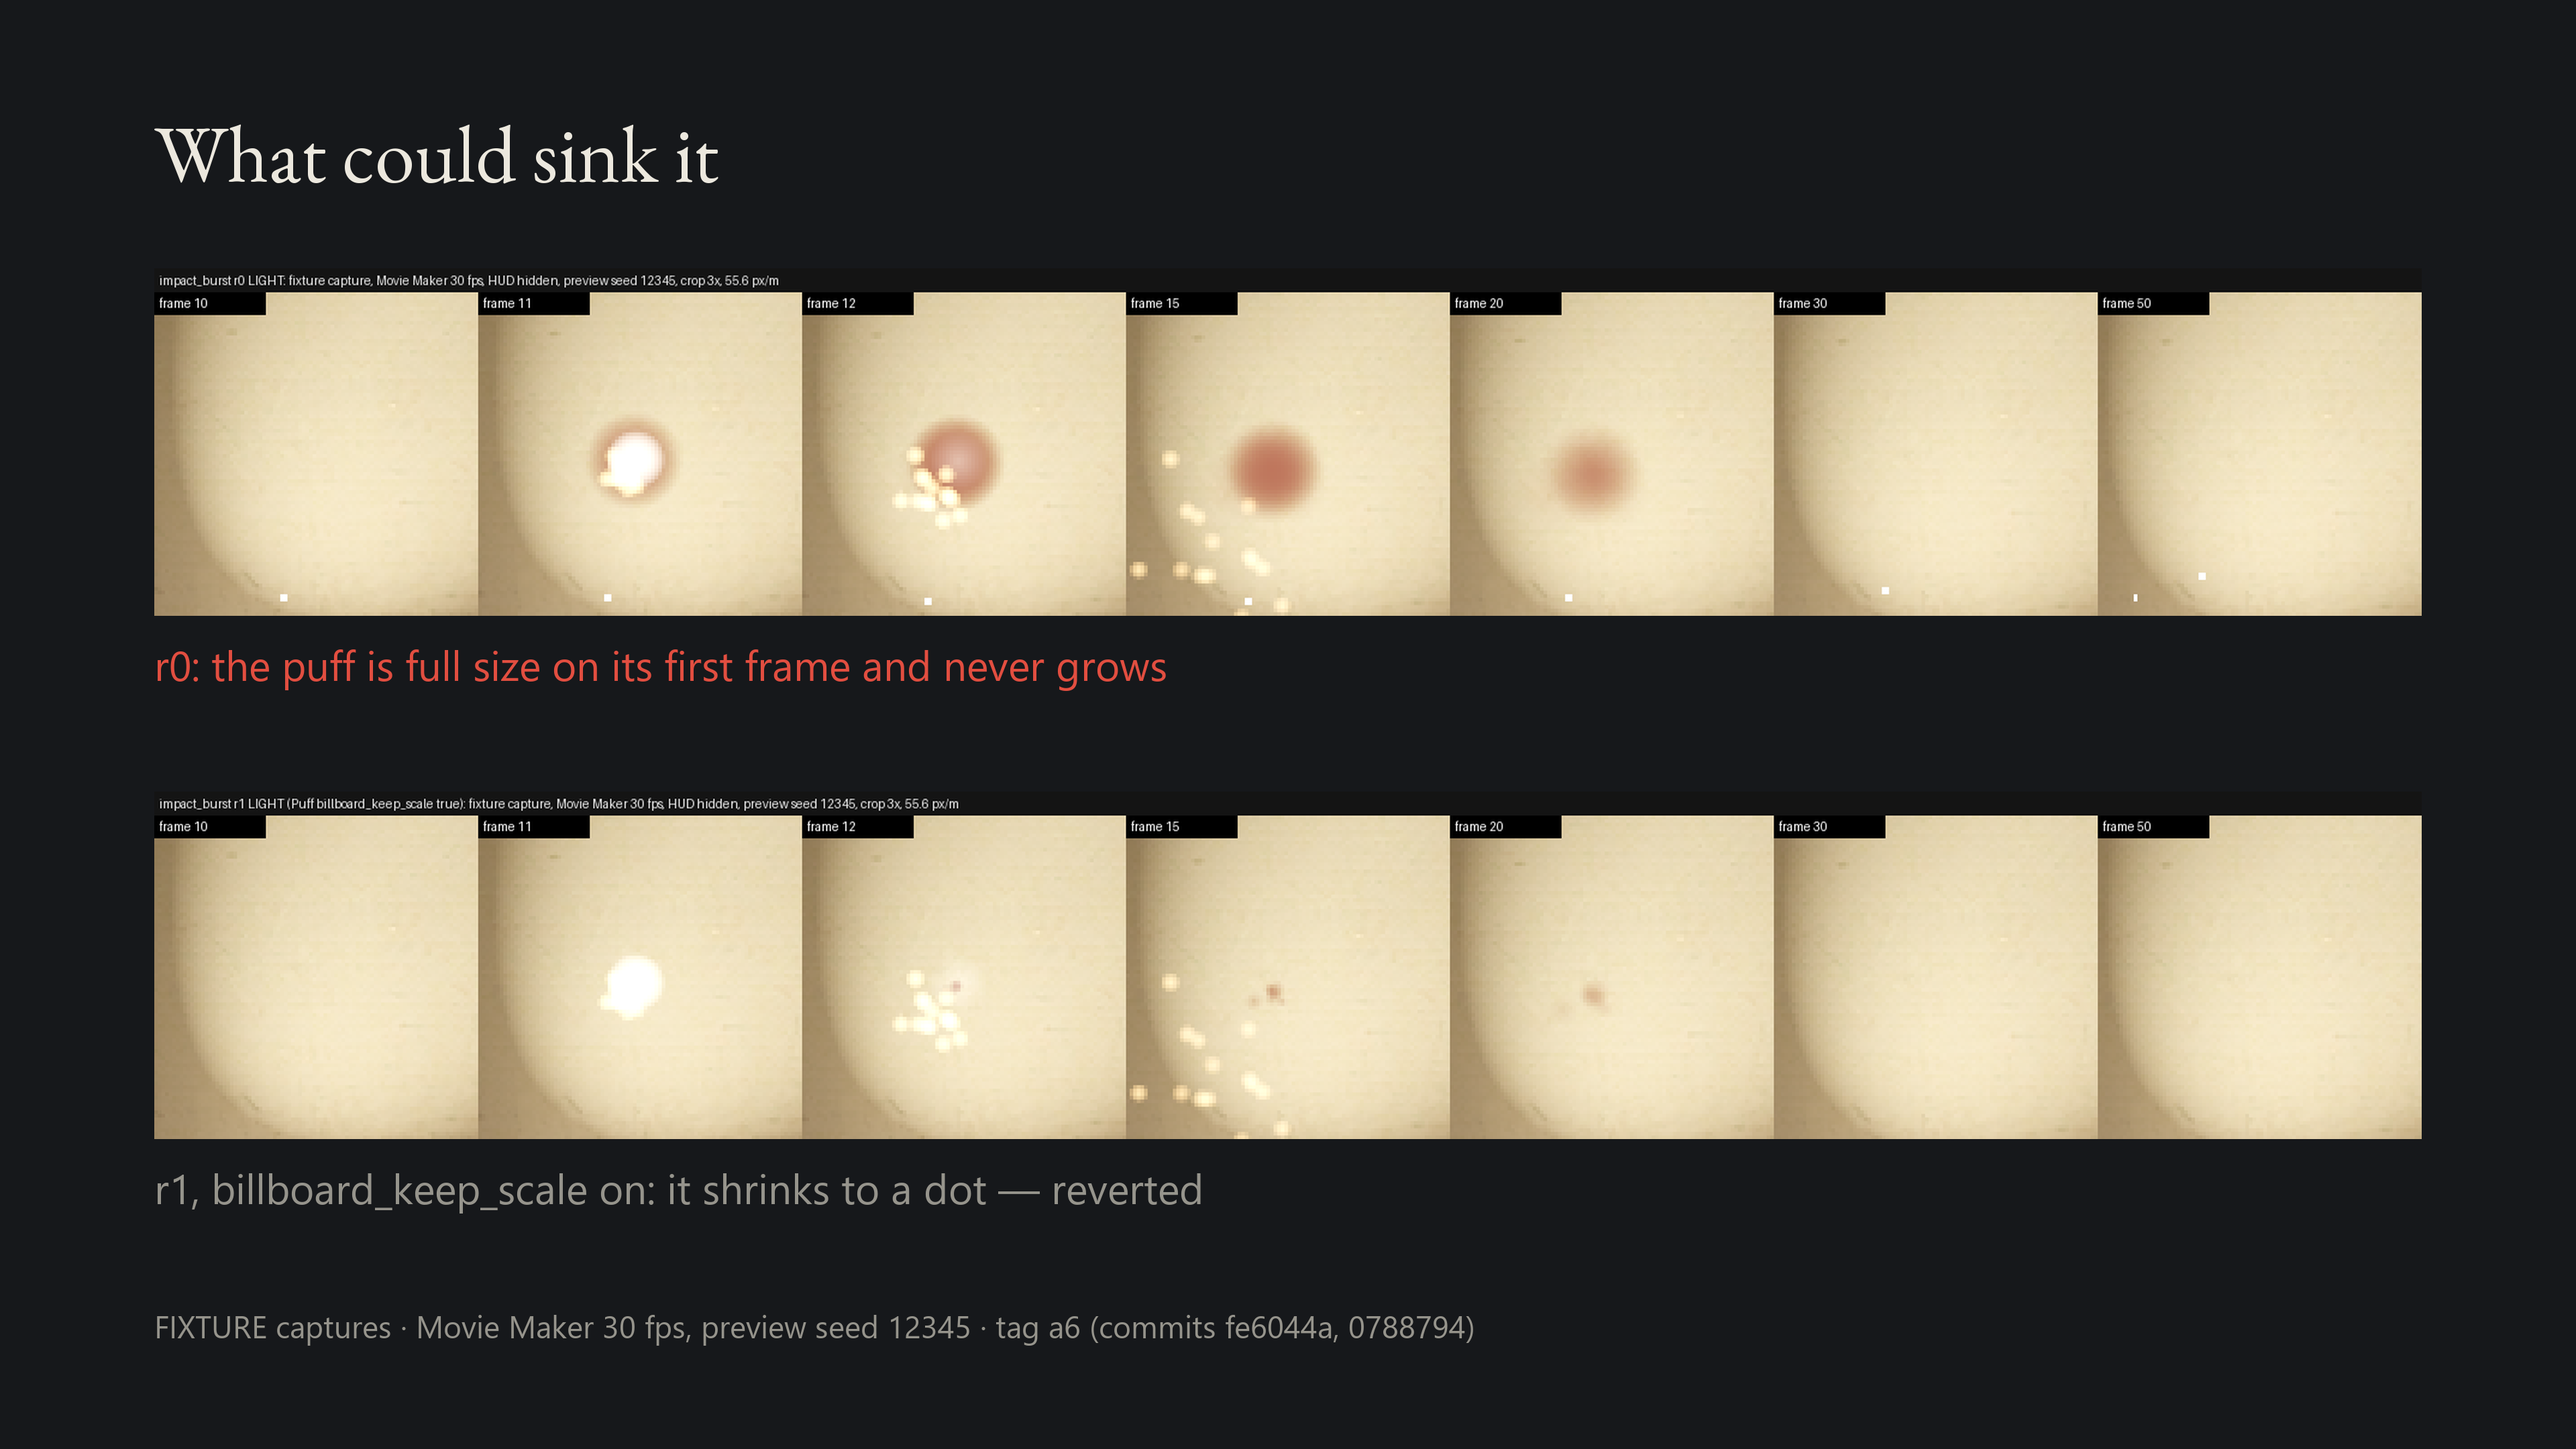 What could sink it
impact_burst r0 LIGHT: fixture capture, Movie Maker 30 fps, HUD hidden, preview seed 12345, crop 3x, 55.6 px/m
frame 10
frame 11
frame 12
frame 15
frame 20
frame 30
frame 50
r0: the puff is full size on its first frame and never grows
impact_burst r1 LIGHT (Puff billboard_keep_scale true): fixture capture, Movie Maker 30 fps, HUD hidden, preview seed 12345, crop 3x, 55.6 px/m
frame 10
frame 11
frame 12
frame 15
frame 20
frame 30
frame 50
r1, billboard_keep_scale on: it shrinks to a dot — reverted
FIXTURE captures · Movie Maker 30 fps, preview seed 12345 · tag a6 (commits fe6044a, 0788794)